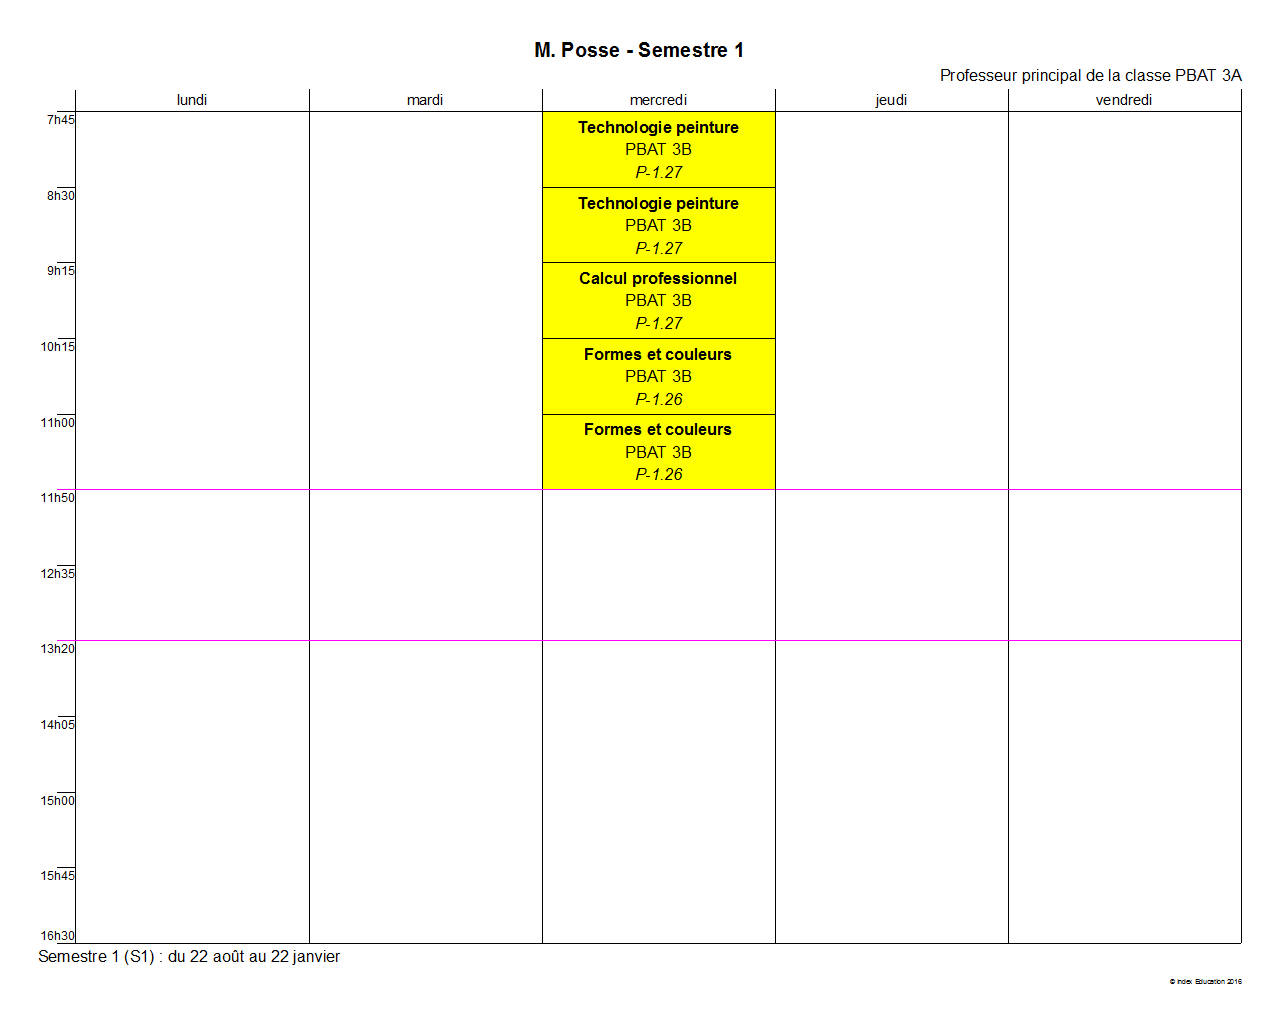 M. Posse - Semestre 1
Professeur principal de la classe PBAT 3A
lundi mardi mercredi jeudi vendredi
7h45
Technologie peinture
PBAT 3B
P-1.27
8h30
Technologie peinture
PBAT 3B
P-1.27
9h15
Calcul professionnel
PBAT 3B
P-1.27
10h15
Formes et couleurs
PBAT 3B
P-1.26
11h00
Formes et couleurs
PBAT 3B
P-1.26
11h50
12h35
13h20
14h05
15h00
15h45
16h30
Semestre 1 (S1) : du 22 août au 22 janvier
© Index Education 2016